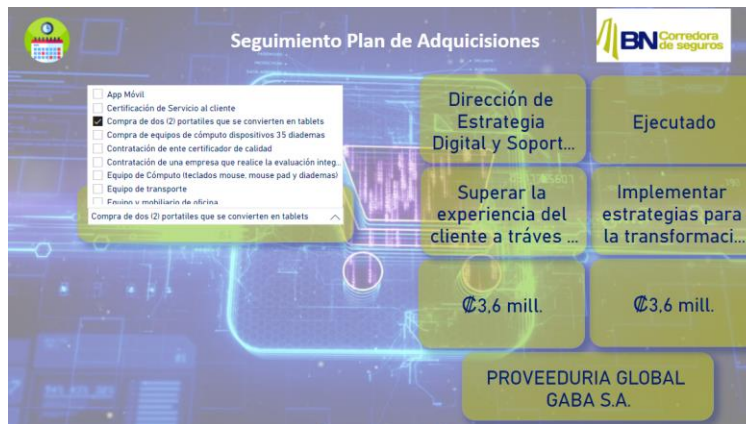 Seguimiento Plan de Adquisiciones
BN Corredora
de seguros
App Móvil
Certificación de Servicio al cliente
Compra de dos (2) portatiles que se convierten en tablets
Compra de equipos de cómputo dispositivos 35 diademas
Contratación de ente certificador de calidad
Contratación de una empresa que realice la evaluación integ...
Equipo de Cómputo (teclados mouse, mouse pad y diademas)
Equipo de transporte
Equipo y mobiliario de oficina
Compra de dos (2) portatiles que se convierten en tablets
Dirección de
Estrategia
Digital y Soport...
Ejecutado
Superar la
experiencia del
cliente a tráves ...
Implementar
estrategias para
la transformaci...
₡3,6 mill.
₡3,6 mill.
PROVEEDURIA GLOBAL
GABA S.A.